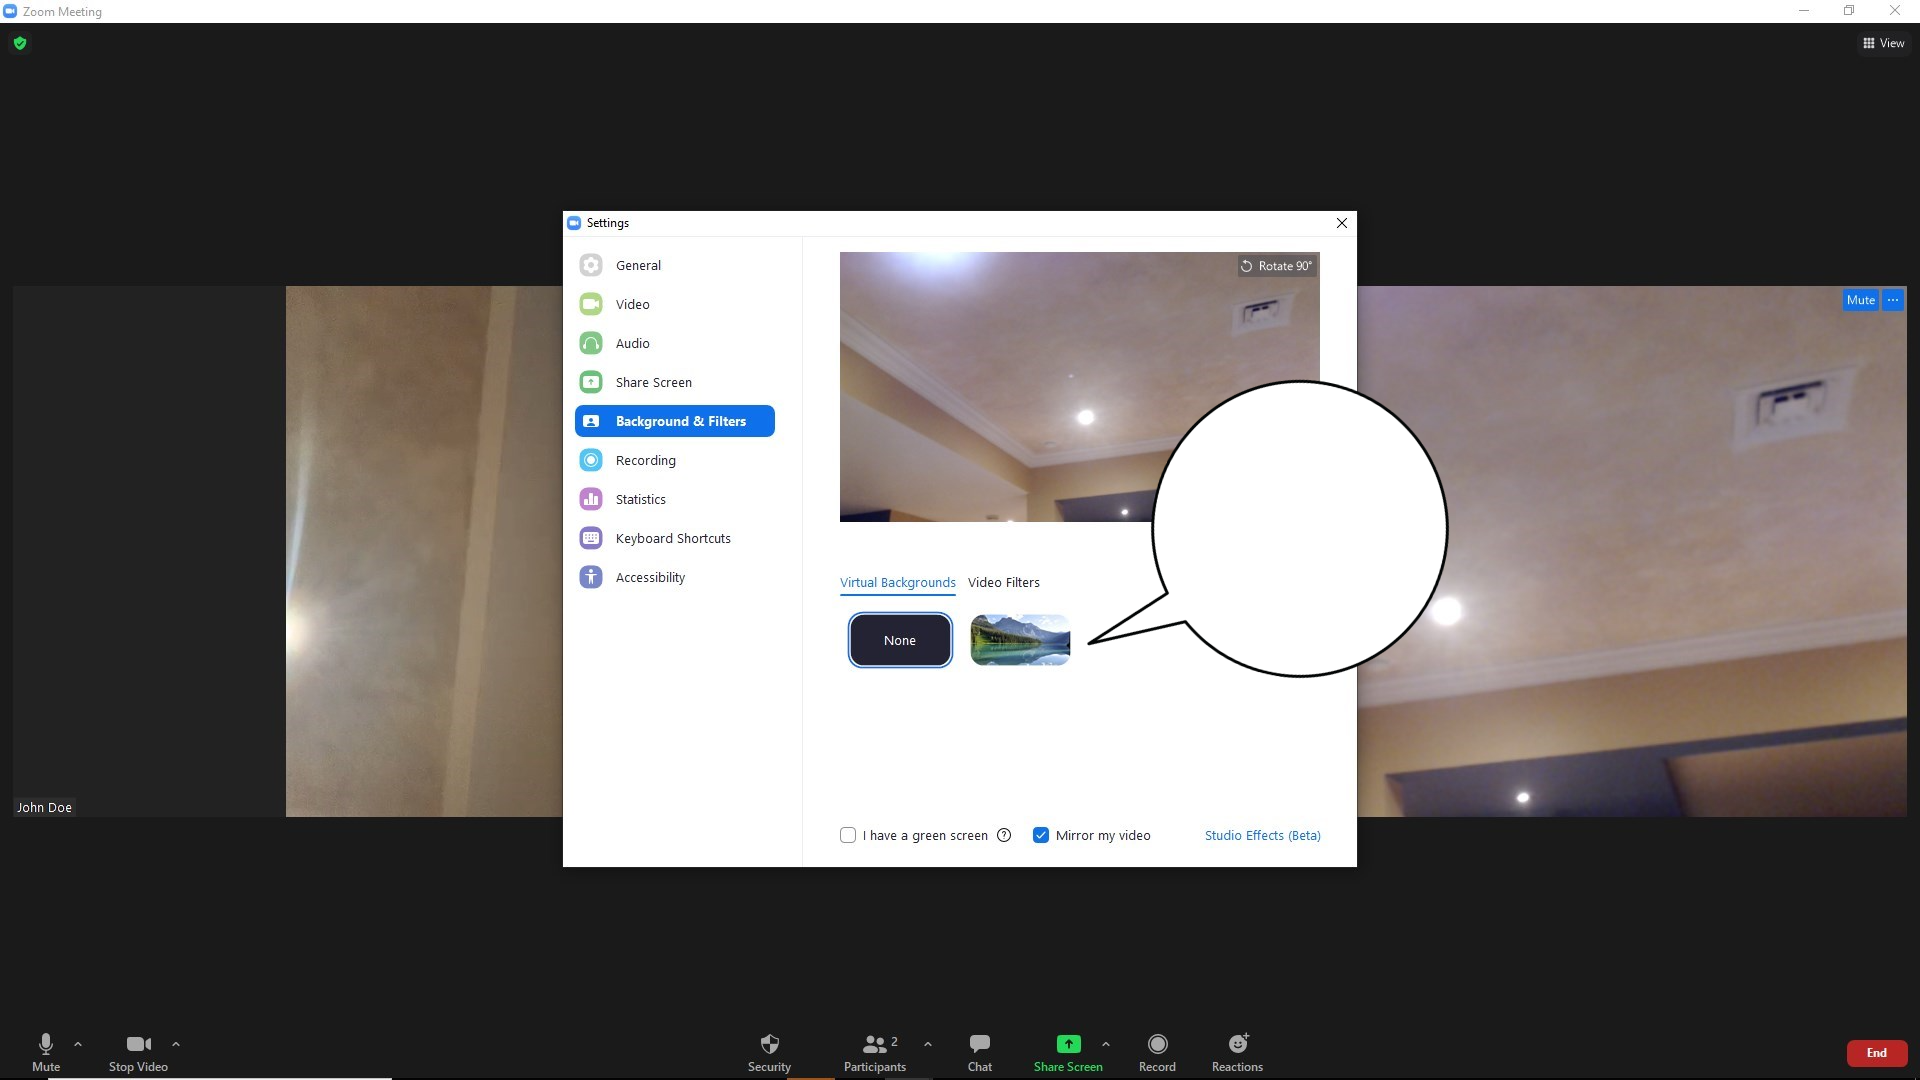 Zoom Meeting
View
Settings
General
Video
Audio
Share Screen
Background & Filters
Recording
Statistics
Keyboard Shortcuts
Accessibility
Rotate 90°
Mute ...
Virtual Backgrounds Video Filters
None
John Doe
I have a green screen ? Mirror my video Studio Effects (Beta)
Mute
Stop Video
Security
2
Participants
Chat
Share Screen
Record
Reactions
End